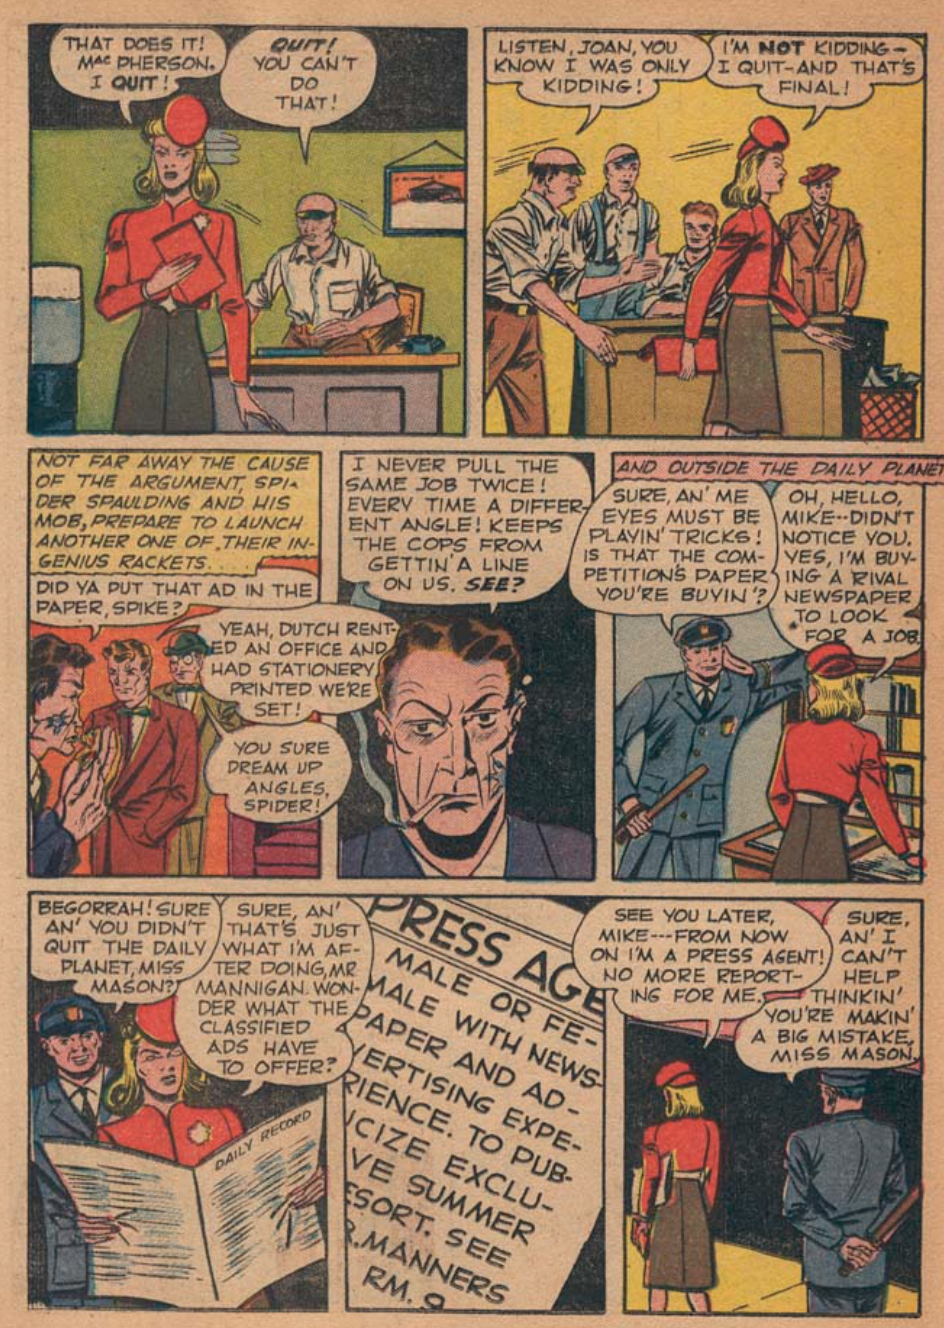 THAT DOES IT!
MAC PHERSON.
I QUIT!
QUIT!
YOU CAN'T
DO
THAT!
LISTEN, JOAN, YOU
KNOW I WAS ONLY
KIDDING!
I'M NOT KIDDING-
I QUIT-AND THAT'S
FINAL!
NOT FAR AWAY THE CAUSE
OF THE ARGUMENT, SPI-
DER SPAULDING AND HIS
MOB, PREPARE TO LAUNCH
ANOTHER ONE OF THEIR IN-
GENIUS RACKETS. . . . .
DID YA PUT THAT AD IN THE
PAPER, SPIKE?
YEAH, DUTCH RENT-
ED AN OFFICE AND
HAD STATIONERY
PRINTED WE'RE
SET!
YOU SURE
DREAM UP
ANGLES,
SPIDER!
I NEVER PULL THE
SAME JOB TWICE!
EVERY TIME A DIFFER-
ENT ANGLE! KEEPS
THE COPS FROM
GETTIN' A LINE
ON US. SEE?
AND OUTSIDE THE DAILY PLANET
SURE, AN' ME
EYES MUST BE
PLAYIN' TRICKS!
IS THAT THE COM-
PETITION'S PAPER
YOU'RE BUYIN'?
OH, HELLO,
MIKE--DIDN'T
NOTICE YOU.
YES, I'M BUY-
ING A RIVAL
NEWSPAPER
TO LOOK
FOR A JOB.
BEGORRAH! SURE
AN' YOU DIDN'T
QUIT THE DAILY
PLANET, MISS
MASON?
SURE, AN'
THAT'S JUST
WHAT I'M AF-
TER DOING, MR
MANNIGAN. WON-
DER WHAT THE
CLASSIFIED
ADS HAVE
TO OFFER?
DAILY RECORD
PRESS AGE
MALE OR FE-
MALE WITH NEWS-
PAPER AND AD-
VERTISING EXPE-
RIENCE. TO PUB-
ICIZE EXCLU-
VE SUMMER
ESORT. SEE
R. MANNERS
RM. 9
SEE YOU LATER,
MIKE---FROM NOW
ON I'M A PRESS AGENT!
NO MORE REPORT-
ING FOR ME.
SURE,
AN' I
CAN'T
HELP
THINKIN'
YOU'RE MAKIN'
A BIG MISTAKE,
MISS MASON.